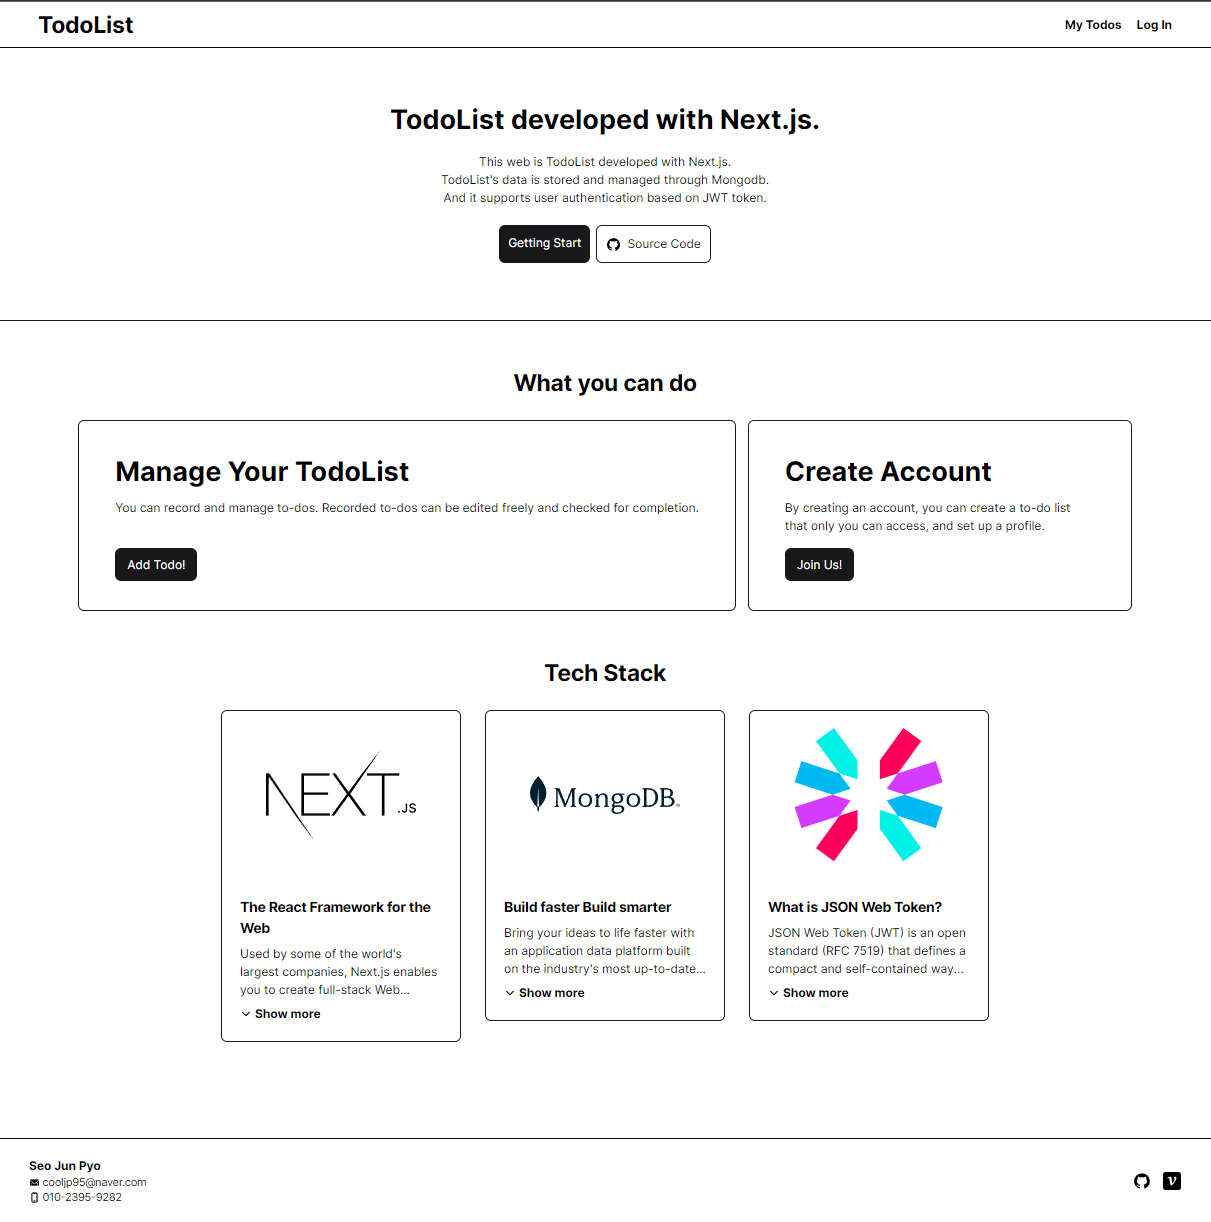 TodoList
My Todos
Log In
TodoList developed with Next.js.
This web is TodoList developed with Next.js.
TodoList's data is stored and managed through Mongodb.
And it supports user authentication based on JWT token.
Getting Start
Source Code
What you can do
Manage Your TodoList
You can record and manage to-dos. Recorded to-dos can be edited freely and checked for completion.
Add Todo!
Create Account
By creating an account, you can create a to-do list
that only you can access, and set up a profile.
Join Us!
Tech Stack
NEXT.JS
The React Framework for the
Web
Used by some of the world's
largest companies, Next.js enables
you to create full-stack Web...
Show more
MongoDB
Build faster Build smarter
Bring your ideas to life faster with
an application data platform built
on the industry's most up-to-date...
Show more
What is JSON Web Token?
JSON Web Token (JWT) is an open
standard (RFC 7519) that defines a
compact and self-contained way...
Show more
Seo Jun Pyo
cooljp95@naver.com
010-2395-9282
v